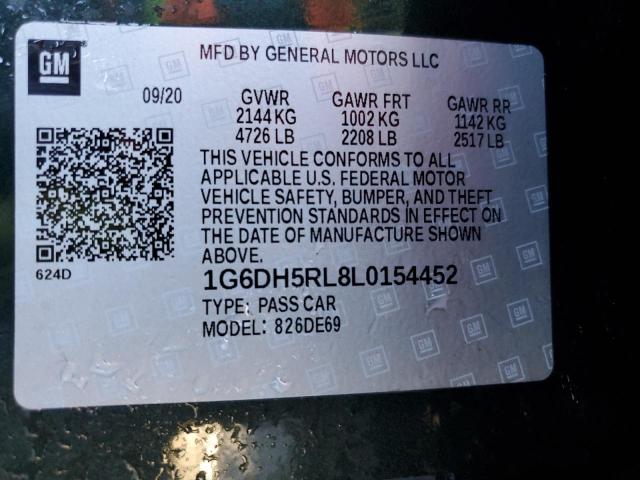 GM
MFD BY GENERAL MOTORS LLC
09/20
GVWR GAWR FRT GAWR RR
2144 KG 1002 KG 1142 KG
4726 LB 2208 LB 2517 LB
THIS VEHICLE CONFORMS TO ALL
APPLICABLE U.S. FEDERAL MOTOR
VEHICLE SAFETY, BUMPER, AND THEFT
PREVENTION STANDARDS IN EFFECT ON
THE DATE OF MANUFACTURE SHOWN
ABOVE.
624D
1G6DH5RL8L0154452
TYPE: PASS CAR
MODEL: 826DE69